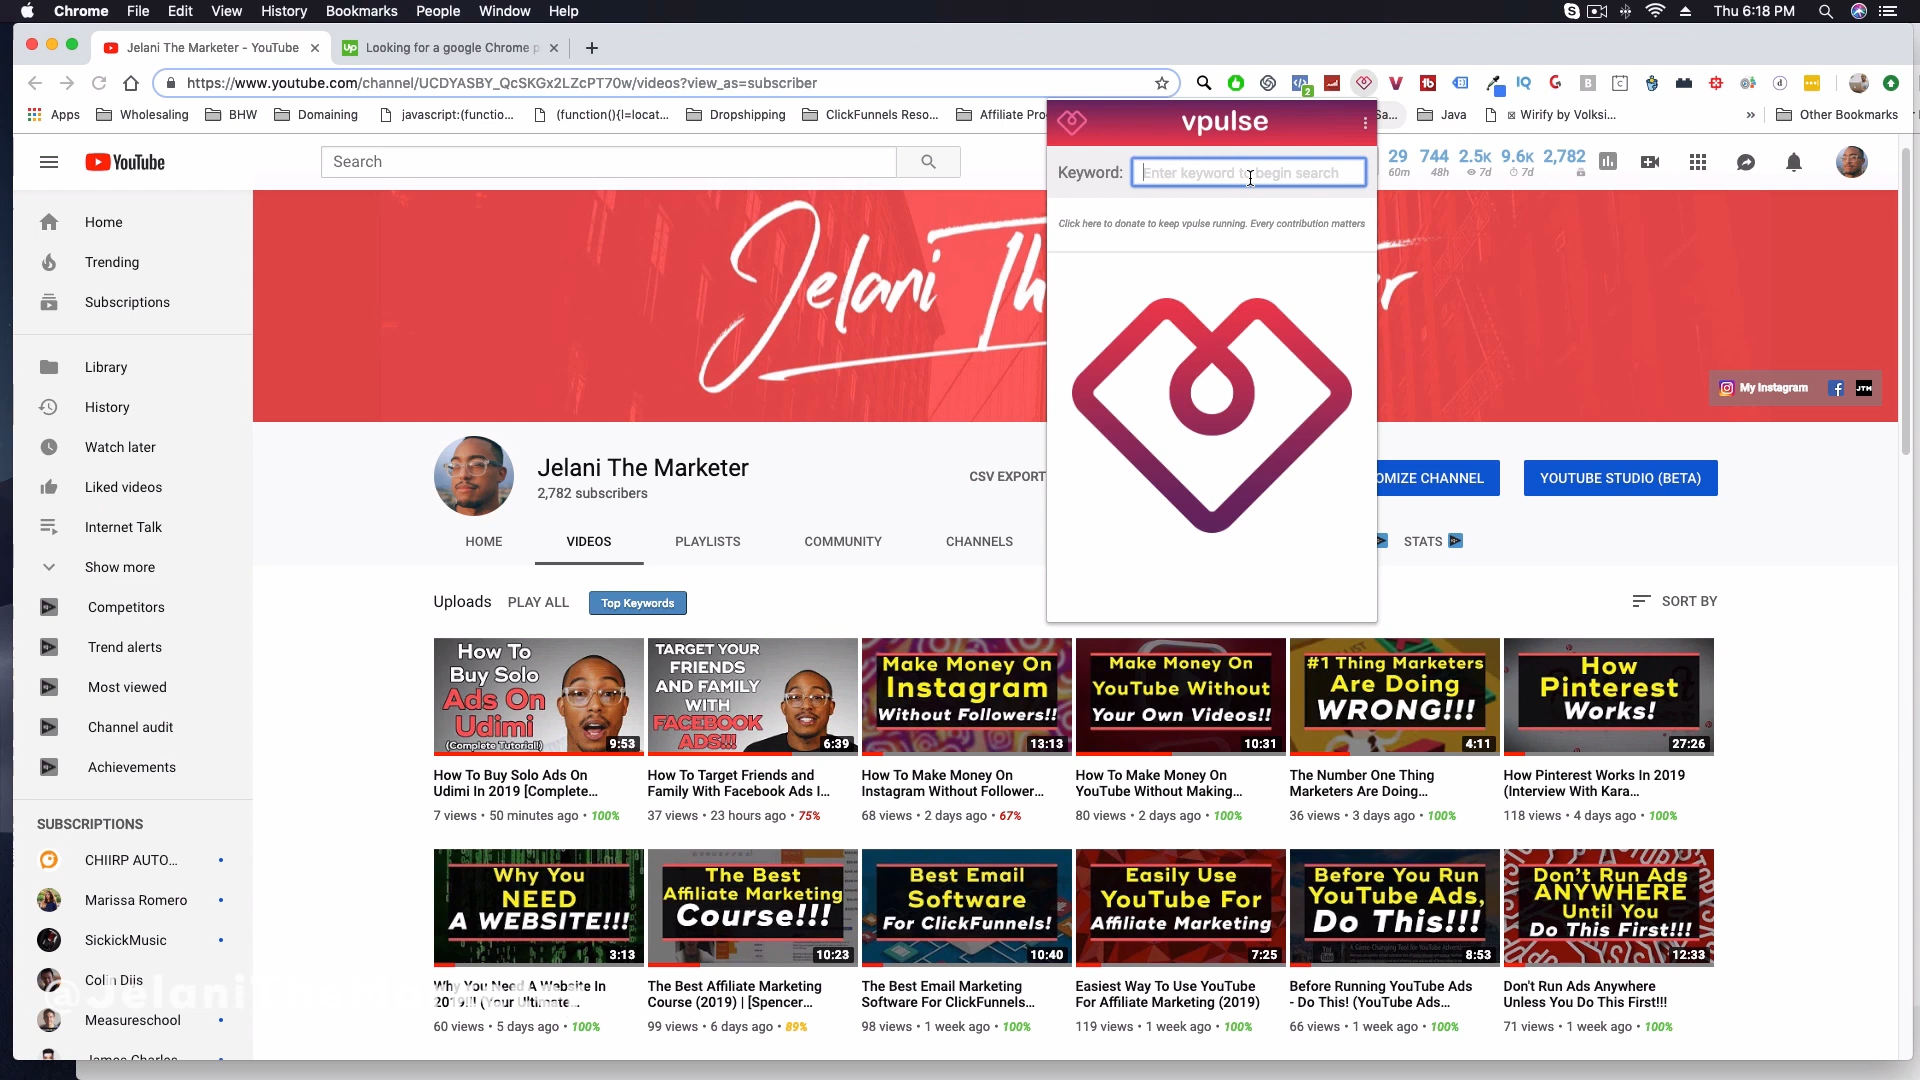 Chrome File Edit View History Bookmarks People Window Help
Thu 6:18 PM
Jelani The Marketer - YouTube
Looking for a google Chrome p
https://www.youtube.com/channel/UCDYASBY_QcSKGx2LZcPT70w/videos?view_as=subscriber
Apps Wholesaling BHW Domaining javascript:(functio... (function(){l=locat... Dropshipping ClickFunnels Reso... Affiliate Pro Sa... Java Wirify by Volksi... » Other Bookmarks
vpulse
Keyword: Enter keyword to begin search
Click here to donate to keep vpulse running. Every contribution matters
YouTube
Search
29 744 2.5K 9.6K 2,782
60m 48h 7d 7d
Home
Trending
Subscriptions
Library
History
Watch later
Liked videos
Internet Talk
Show more
Competitors
Trend alerts
Most viewed
Channel audit
Achievements
SUBSCRIPTIONS
CHIIRP AUTO...
Marissa Romero
SickickMusic
Colin Dijs
Measureschool
James Charles
Jelani Th
r
My Instagram
JTM
Jelani The Marketer
2,782 subscribers
CSV EXPORT
OMIZE CHANNEL
YOUTUBE STUDIO (BETA)
HOME VIDEOS PLAYLISTS COMMUNITY CHANNELS STATS
Uploads PLAY ALL Top Keywords
SORT BY
How To
Buy Solo
Ads On
Udimi
(Complete Tutorial!)
9:53
How To Buy Solo Ads On
Udimi In 2019 [Complete...
7 views • 50 minutes ago • 100%
TARGET YOUR
FRIENDS
AND FAMILY
WITH
FACEBOOK
ADS!!!
6:39
How To Target Friends and
Family With Facebook Ads I...
37 views • 23 hours ago • 75%
Make Money On
Instagram
Without Followers!!
13:13
How To Make Money On
Instagram Without Follower...
68 views • 2 days ago • 67%
Make Money On
YouTube Without
Your Own Videos!!
10:31
How To Make Money On
YouTube Without Making...
80 views • 2 days ago • 100%
#1 Thing Marketers
Are Doing
WRONG!!!
4:11
The Number One Thing
Marketers Are Doing...
36 views • 3 days ago • 100%
How
Pinterest
Works!
27:26
How Pinterest Works In 2019
(Interview With Kara...
118 views • 4 days ago • 100%
Why You
NEED
A WEBSITE!!!
3:13
Why You Need A Website In
2019!!! (Your Ultimate...
60 views • 5 days ago • 100%
The Best
Affiliate Marketing
Course!!!
10:23
The Best Affiliate Marketing
Course (2019) | [Spencer...
99 views • 6 days ago • 89%
Best Email
Software
For ClickFunnels!
10:40
The Best Email Marketing
Software For ClickFunnels...
98 views • 1 week ago • 100%
Easily Use
YouTube For
Affiliate Marketing
7:25
Easiest Way To Use YouTube
For Affiliate Marketing (2019)
119 views • 1 week ago • 100%
Before You Run
YouTube Ads,
Do This!!!
8:53
Before Running YouTube Ads
- Do This! (YouTube Ads...
66 views • 1 week ago • 100%
Don't Run Ads
ANYWHERE
Until You
Do This First!!!
12:33
Don't Run Ads Anywhere
Unless You Do This First!!!
71 views • 1 week ago • 100%